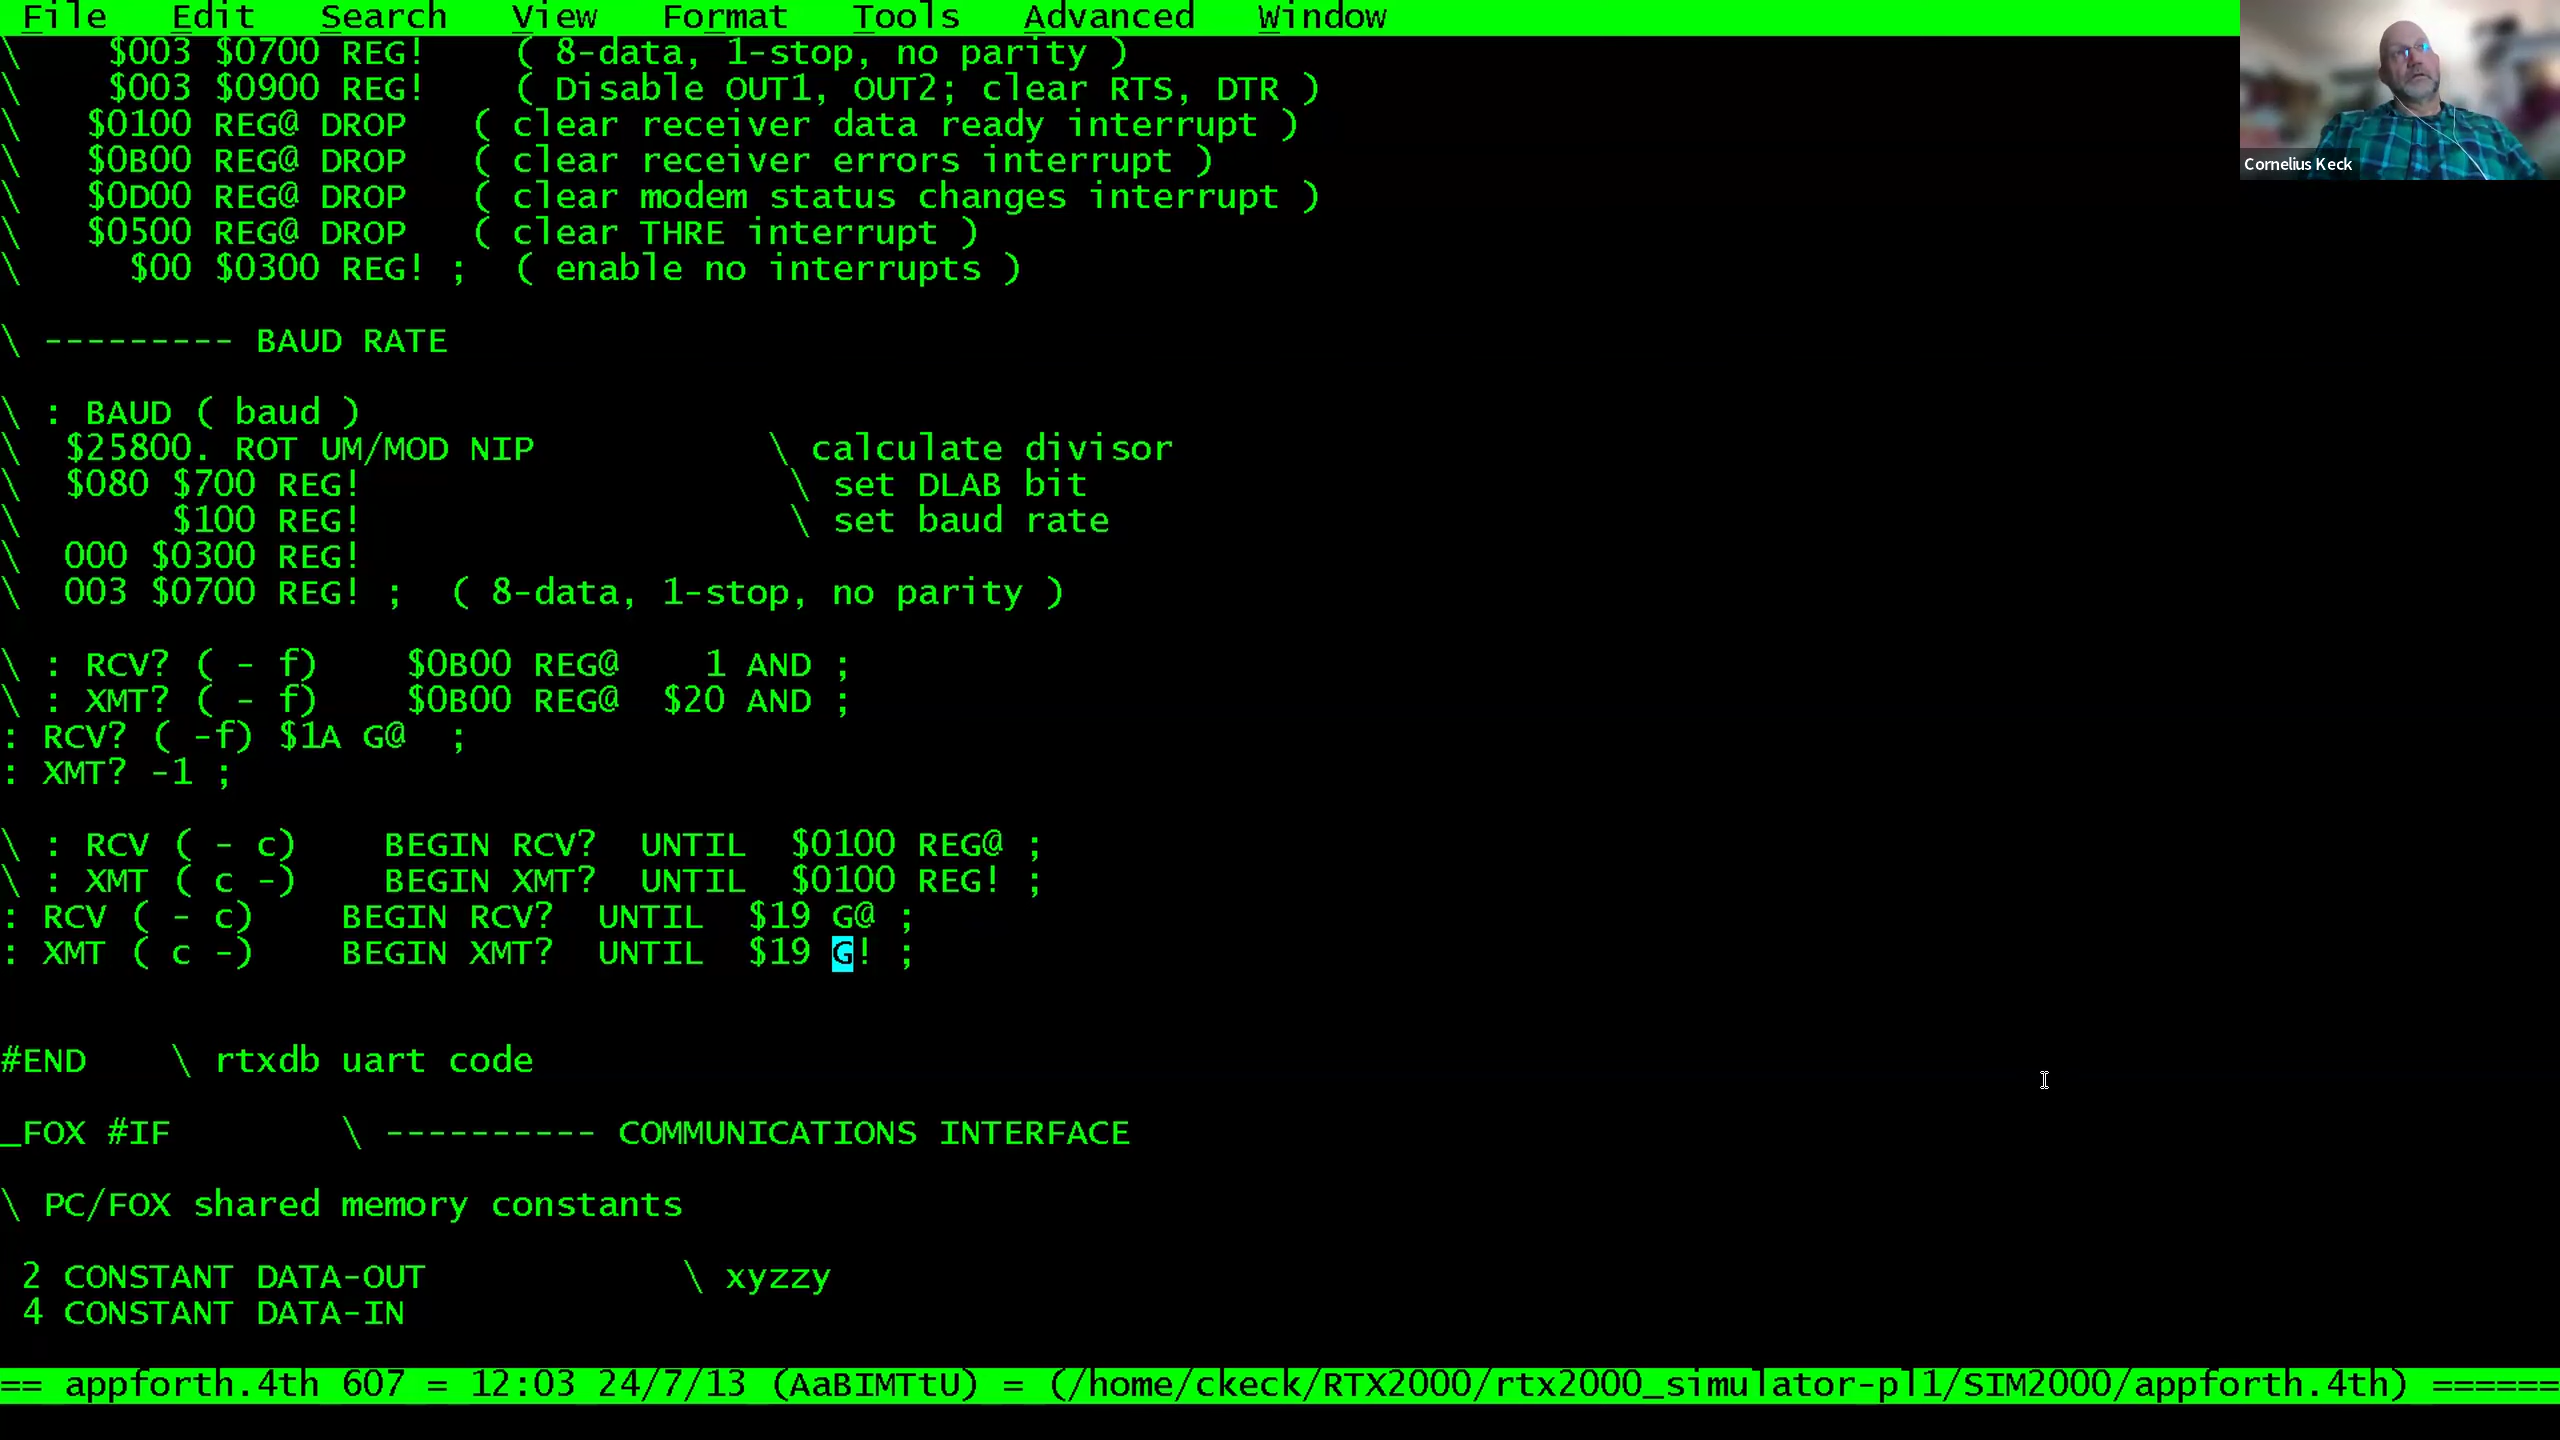 File   Edit   Search   View   Format   Tools   Advanced   Window
\    $003 $0700 REG!    ( 8-data, 1-stop, no parity )
\    $003 $0900 REG!    ( Disable OUT1, OUT2; clear RTS, DTR )
\   $0100 REG@ DROP   ( clear receiver data ready interrupt )
\   $0B00 REG@ DROP   ( clear receiver errors interrupt )
\   $0D00 REG@ DROP   ( clear modem status changes interrupt )
\   $0500 REG@ DROP   ( clear THRE interrupt )
\     $00 $0300 REG! ;  ( enable no interrupts )
\ --------- BAUD RATE
\ : BAUD ( baud )
\  $25800. ROT UM/MOD NIP           \ calculate divisor
\  $080 $700 REG!                    \ set DLAB bit
\       $100 REG!                    \ set baud rate
\  000 $0300 REG!
\  003 $0700 REG! ;  ( 8-data, 1-stop, no parity )
\ : RCV? ( - f)    $0B00 REG@    1 AND ;
\ : XMT? ( - f)    $0B00 REG@  $20 AND ;
: RCV? ( -f) $1A G@  ;
: XMT? -1 ;
\ : RCV ( - c)    BEGIN RCV?  UNTIL  $0100 REG@ ;
\ : XMT ( c -)    BEGIN XMT?  UNTIL  $0100 REG! ;
: RCV ( - c)    BEGIN RCV?  UNTIL  $19 G@ ;
: XMT ( c -)    BEGIN XMT?  UNTIL  $19 G! ;
#END    \ rtxdb uart code
_FOX #IF        \ ---------- COMMUNICATIONS INTERFACE
\ PC/FOX shared memory constants
 2 CONSTANT DATA-OUT            \ xyzzy
 4 CONSTANT DATA-IN
== appforth.4th 607 = 12:03 24/7/13 (AaBIMTtU) = (/home/ckeck/RTX2000/rtx2000_simulator-pl1/SIM2000/appforth.4th) ======
Cornelius Keck